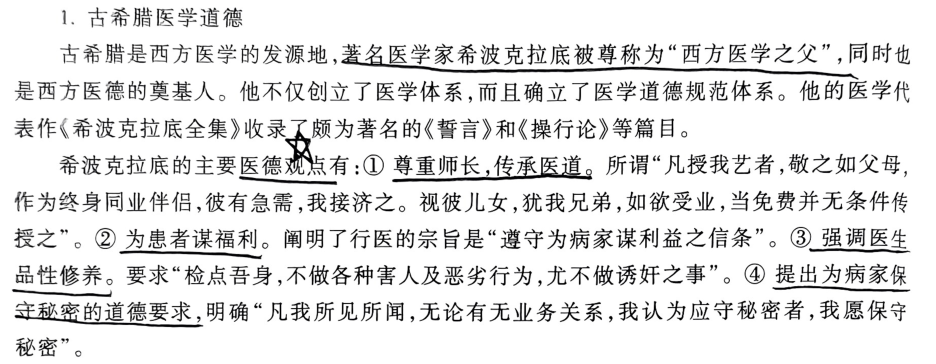 1. 古希腊医学道德
古希腊是西方医学的发源地,著名医学家希波克拉底被尊称为“西方医学之父”,同时也
是西方医德的奠基人。他不仅创立了医学体系,而且确立了医学道德规范体系。他的医学代
表作《希波克拉底全集》收录了颇为著名的《誓言》和《操行论》等篇目。
希波克拉底的主要医德观点有:① 尊重师长,传承医道。所谓“凡授我艺者,敬之如父母,
作为终身同业伴侣,彼有急需,我接济之。视彼儿女,犹我兄弟,如欲受业,当免费并无条件传
授之”。② 为患者谋福利。阐明了行医的宗旨是“遵守为病家谋利益之信条”。③ 强调医生
品性修养。要求“检点吾身,不做各种害人及恶劣行为,尤不做诱奸之事”。④ 提出为病家保
守秘密的道德要求,明确“凡我所见所闻,无论有无业务关系,我认为应守秘密者,我愿保守
秘密”。